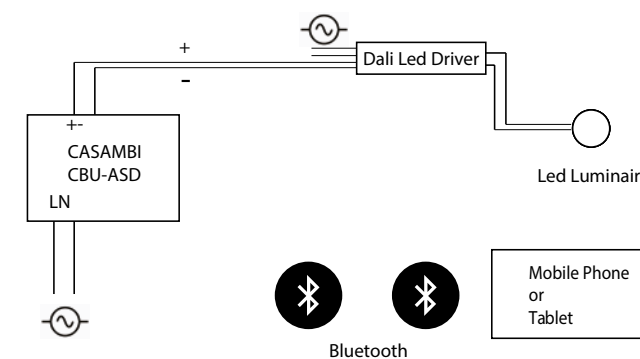 +
-
Dali Led Driver
+-
CASAMBI
CBU-ASD
LN
Led Luminair
Mobile Phone
or
Tablet
Bluetooth